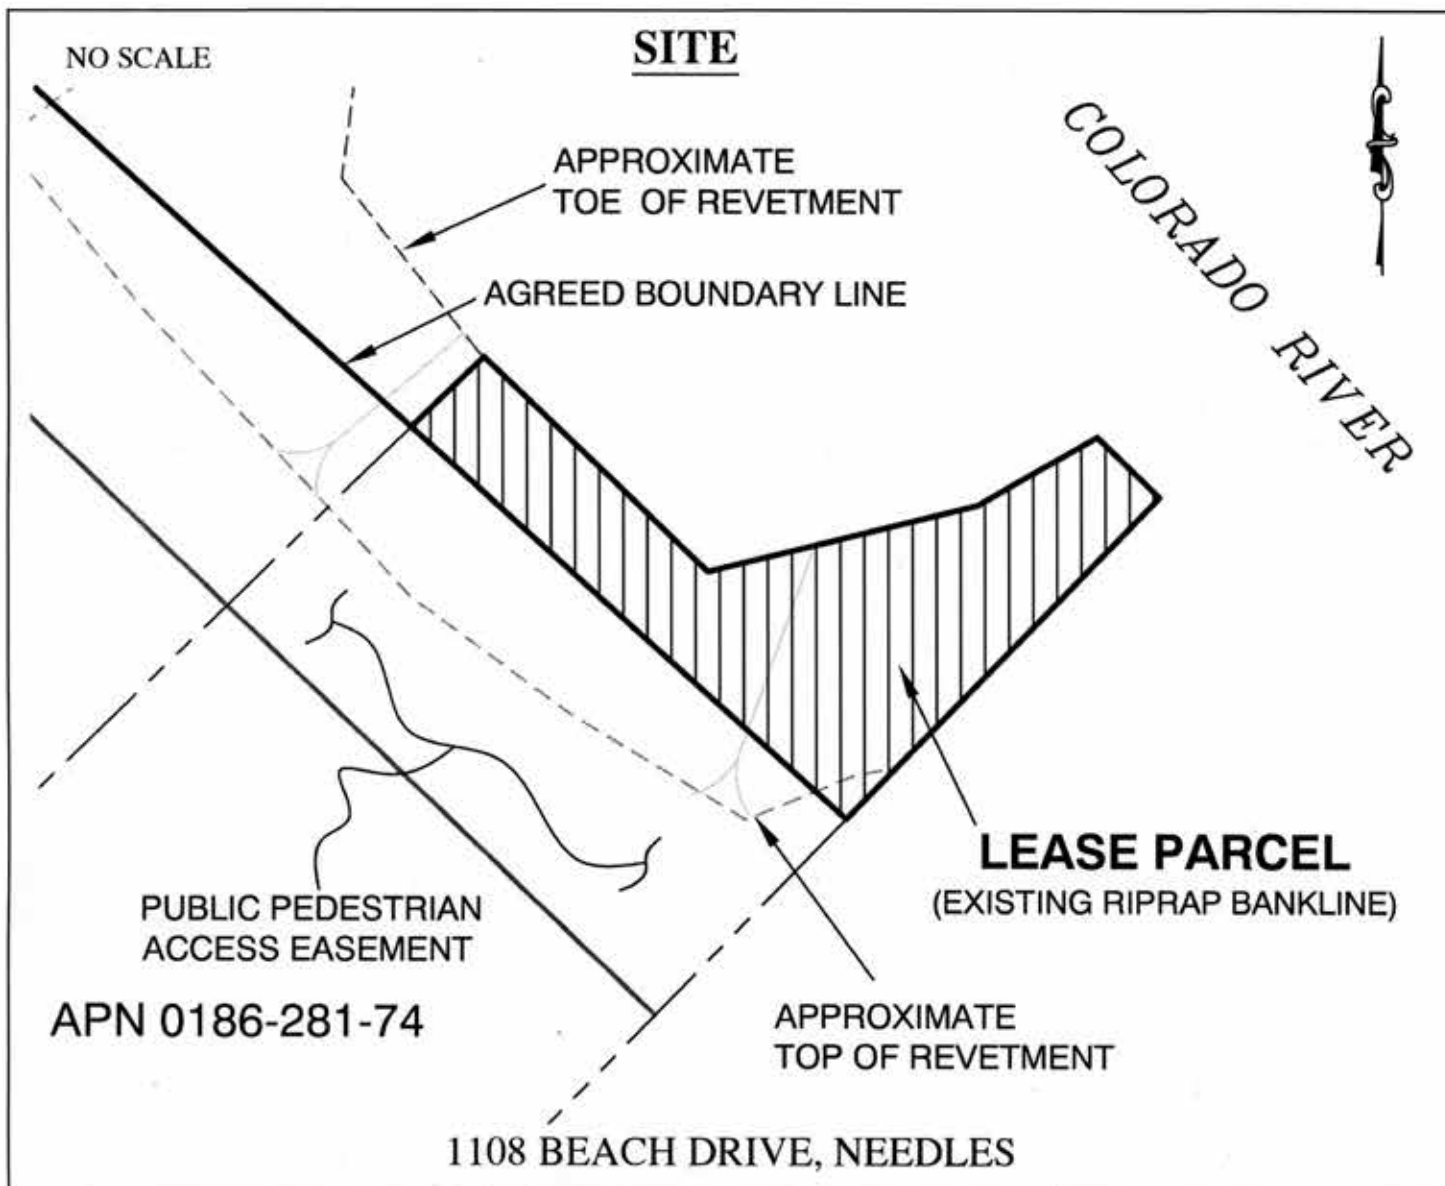 NO SCALE
SITE
COLORADO RIVER
APPROXIMATE
TOE OF REVETMENT
AGREED BOUNDARY LINE
LEASE PARCEL
(EXISTING RIPRAP BANKLINE)
PUBLIC PEDESTRIAN
ACCESS EASEMENT
APN 0186-281-74
APPROXIMATE
TOP OF REVETMENT
1108 BEACH DRIVE, NEEDLES